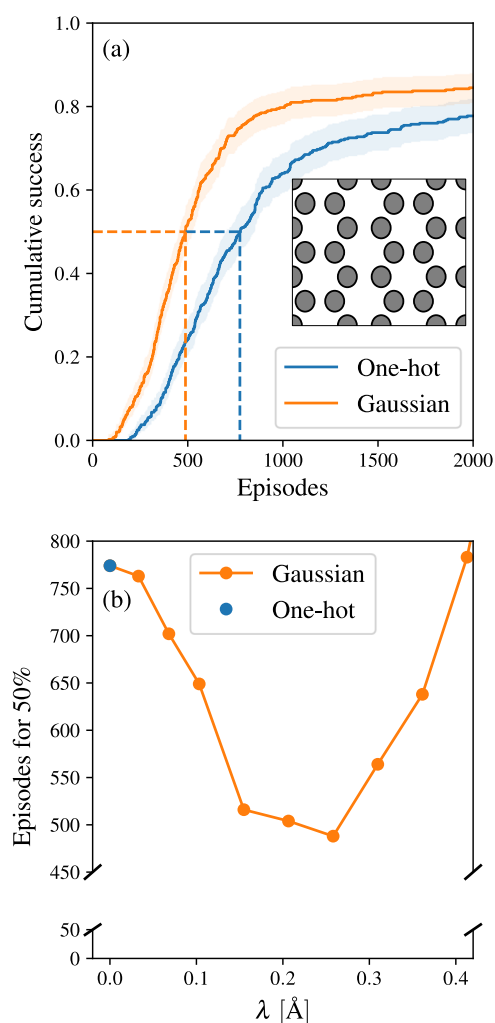 1.0
(a)
0.8
0.6
0.4
0.2
0.0
Cumulative success
One-hot
Gaussian
0 500 1000 1500 2000
Episodes
800
750
700
650
600
550
500
450
50
0
Episodes for 50%
Gaussian
One-hot
(b)
0.0 0.1 0.2 0.3 0.4
λ [Å]